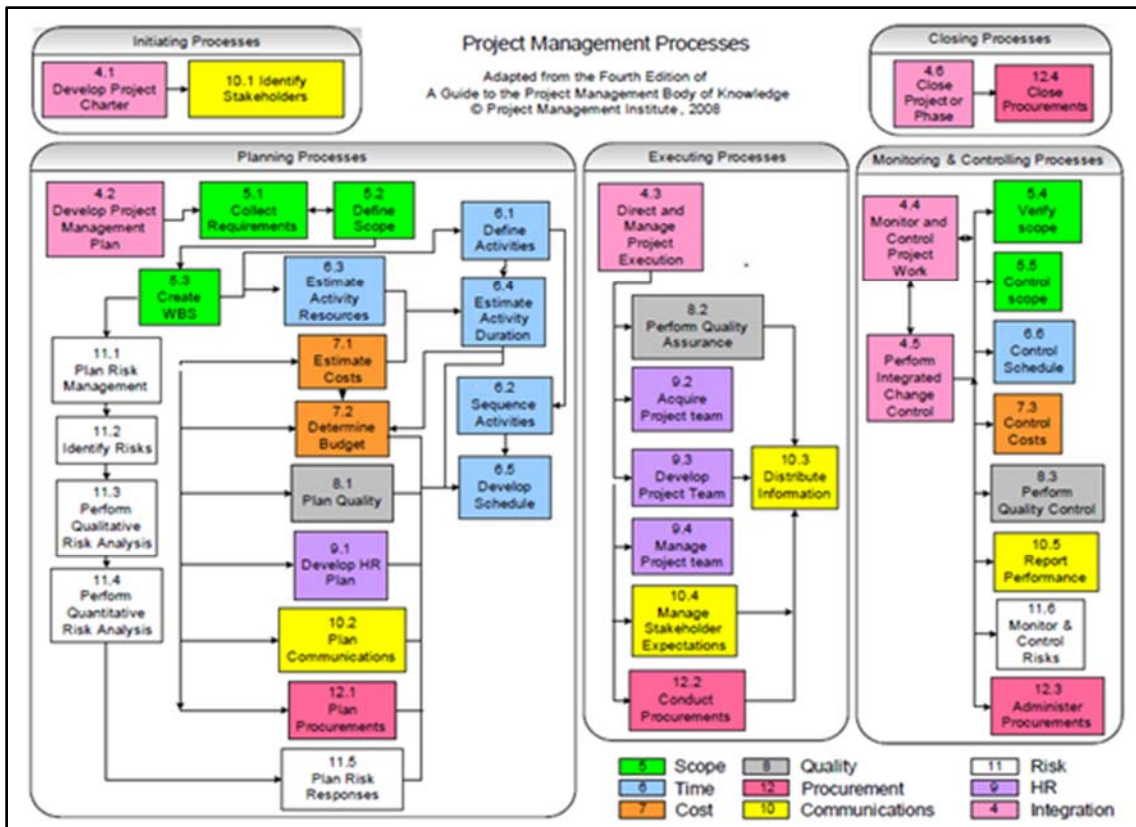 Initiating Processes
4.1
Develop Project
Charter
10.1 Identify
Stakeholders
Project Management Processes
Adapted from the Fourth Edition of
A Guide to the Project Management Body of Knowledge
© Project Management Institute, 2008
Closing Processes
4.6
Close
Project or
Phase
12.4
Close
Procurements
Planning Processes
4.2
Develop Project
Management
Plan
5.1
Collect
Requirements
5.2
Define
Scope
6.1
Define
Activities
5.3
Create
WBS
6.3
Estimate
Activity
Resources
6.4
Estimate
Activity
Duration
11.1
Plan Risk
Management
7.1
Estimate
Costs
11.2
Identify Risks
7.2
Determine
Budget
6.2
Sequence
Activities
11.3
Perform
Qualitative
Risk Analysis
8.1
Plan Quality
6.5
Develop
Schedule
11.4
Perform
Quantitative
Risk Analysis
9.1
Develop HR
Plan
10.2
Plan
Communications
12.1
Plan
Procurements
11.5
Plan Risk
Responses
Executing Processes
4.3
Direct and
Manage
Project
Execution
8.2
Perform Quality
Assurance
9.2
Acquire
Project team
9.3
Develop
Project Team
10.3
Distribute
Information
9.4
Manage
Project team
10.4
Manage
Stakeholder
Expectations
12.2
Conduct
Procurements
Monitoring & Controlling Processes
4.4
Monitor and
Control
Project
Work
5.4
Verify
scope
5.5
Control
scope
4.5
Perform
Integrated
Change
Control
6.6
Control
Schedule
7.3
Control
Costs
8.3
Perform
Quality Control
10.5
Report
Performance
11.6
Monitor &
Control
Risks
12.3
Administer
Procurements
5 Scope
8 Quality
11 Risk
6 Time
12 Procurement
9 HR
7 Cost
10 Communications
4 Integration